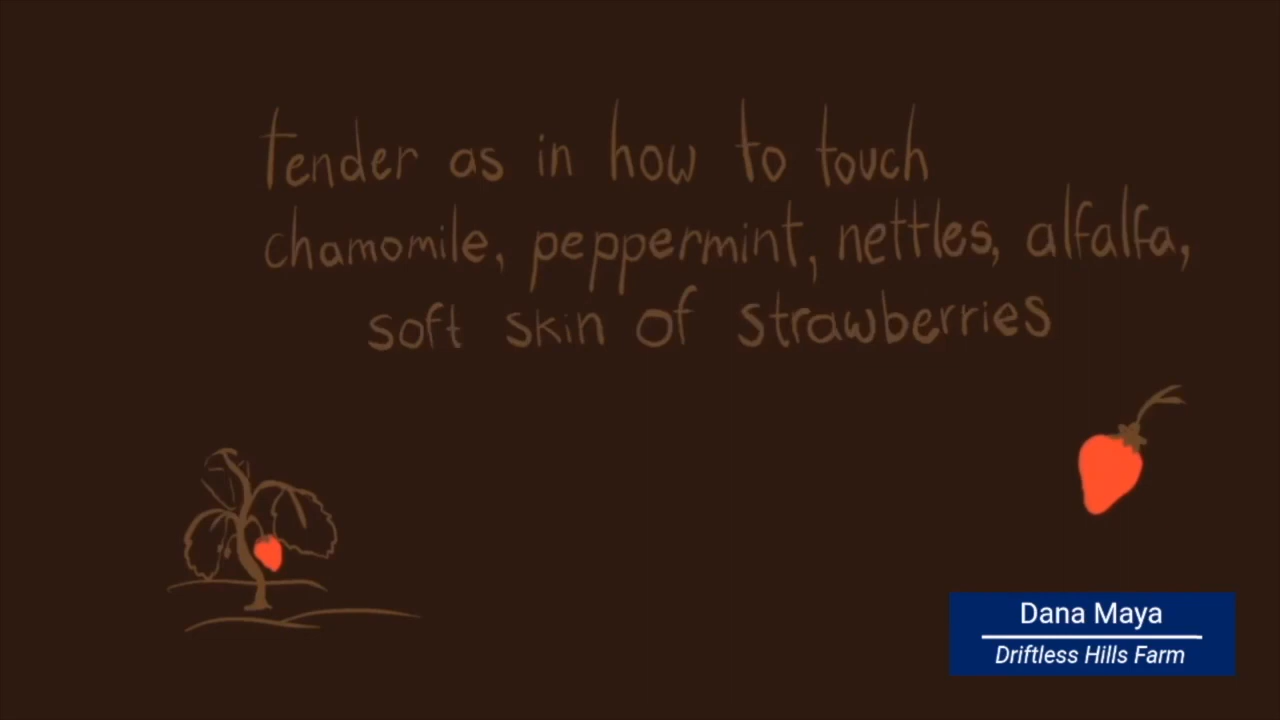 tender as in how to touch
chamomile, peppermint, nettles, alfalfa,
soft skin of strawberries
Dana Maya
Driftless Hills Farm